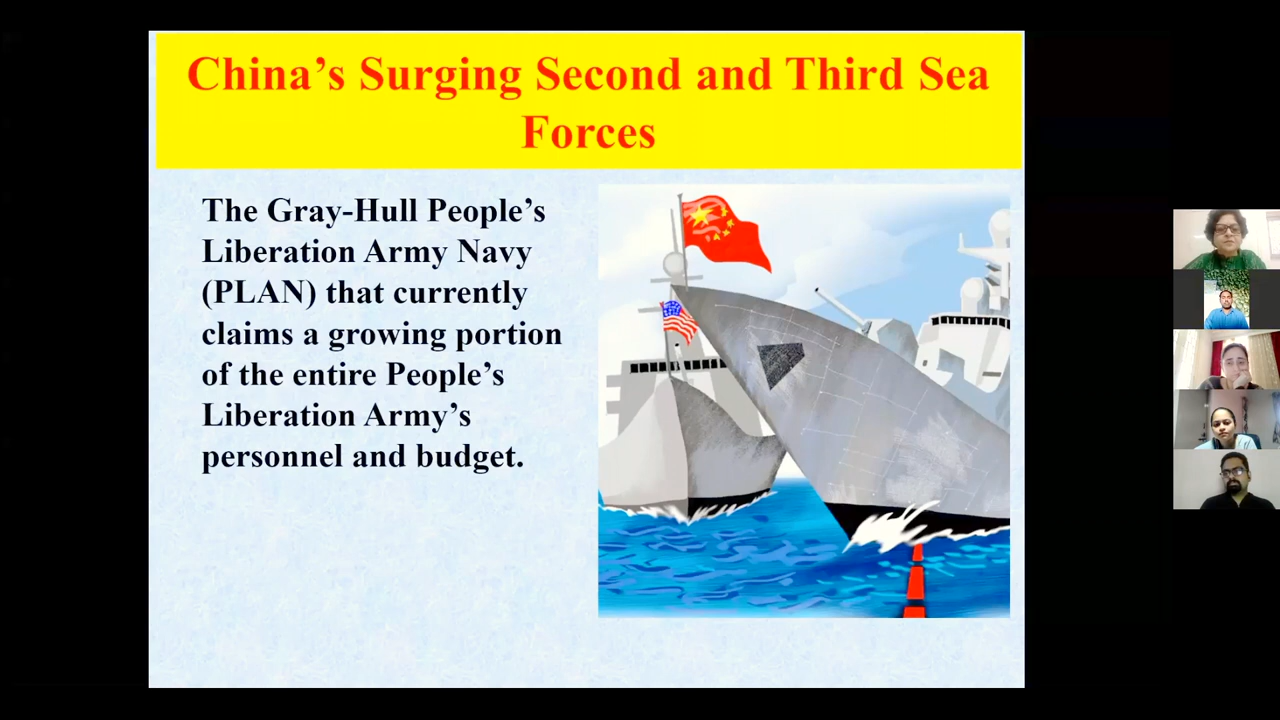 China’s Surging Second and Third Sea
Forces
The Gray-Hull People’s
Liberation Army Navy
(PLAN) that currently
claims a growing portion
of the entire People’s
Liberation Army’s
personnel and budget.